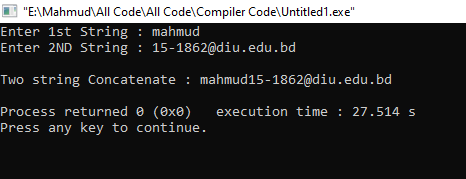 "E:\Mahmud\All Code\All Code\Compiler Code\Untitled1.exe"
Enter 1st String : mahmud
Enter 2ND String : 15-1862@diu.edu.bd
Two string Concatenate : mahmud15-1862@diu.edu.bd
Process returned 0 (0x0)   execution time : 27.514 s
Press any key to continue.